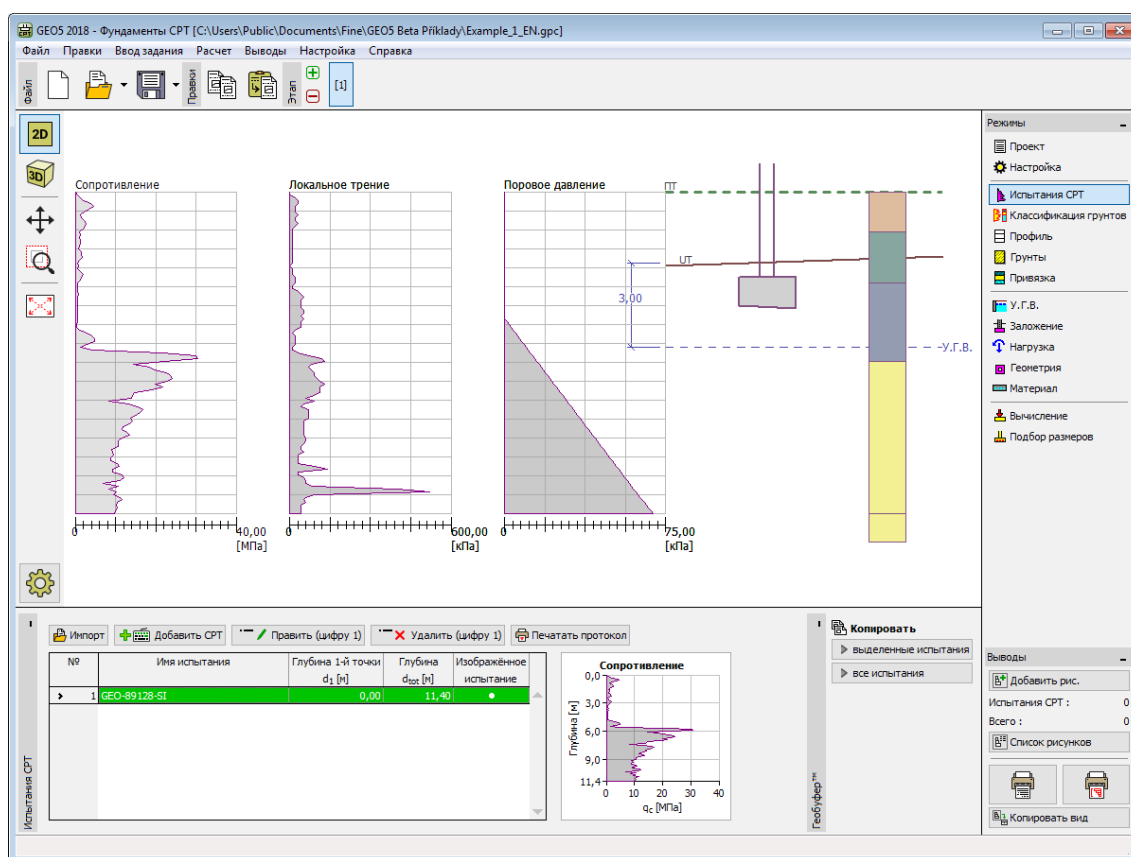 GEO5 2018 - Фундаменты CPT [C:\Users\Public\Documents\Fine\GEO5 Beta Příklady\Example_1_EN.gpc]
Файл Правки Ввод задания Расчет Выводы Настройка Справка
Файл
Правки
Этап
[1]
2D
3D
Сопротивление
Локальное трение
Поровое давление
ПТ
UT
3,00
У.Г.В.
0 40,00
[МПа]
0 600,00
[кПа]
0 75,00
[кПа]
Режимы
Проект
Настройка
Испытания CPT
Классификация грунтов
Профиль
Грунты
Привязка
У.Г.В.
Заложение
Нагрузка
Геометрия
Материал
Вычисление
Подбор размеров
Испытания CPT
Импорт
Добавить CPT
Править (цифру 1)
Удалить (цифру 1)
Печатать протокол
Nº Имя испытания Глубина 1-й точки Глубина Изображённое
d1 [м] dtot [м] испытание
1 GEO-89128-SI 0,00 11,40
Сопротивление
Глубина [м]
0,0
3,0
6,0
9,0
11,4
0 10 20 30 40
qc [МПа]
Геобуфер™
Копировать
выделенные испытания
все испытания
Выводы
Добавить рис.
Испытания CPT : 0
Всего : 0
Список рисунков
Копировать вид